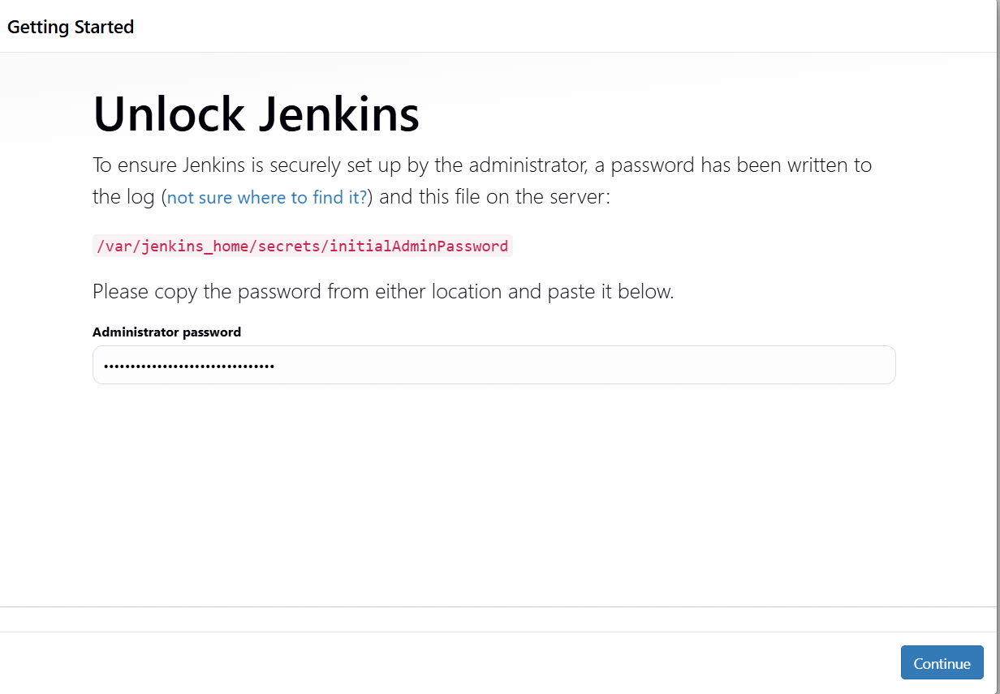 Getting Started
Unlock Jenkins
To ensure Jenkins is securely set up by the administrator, a password has been written to
the log (not sure where to find it?) and this file on the server:
/var/jenkins_home/secrets/initialAdminPassword
Please copy the password from either location and paste it below.
Administrator password
••••••••••••••••••••••••••••••••
Continue